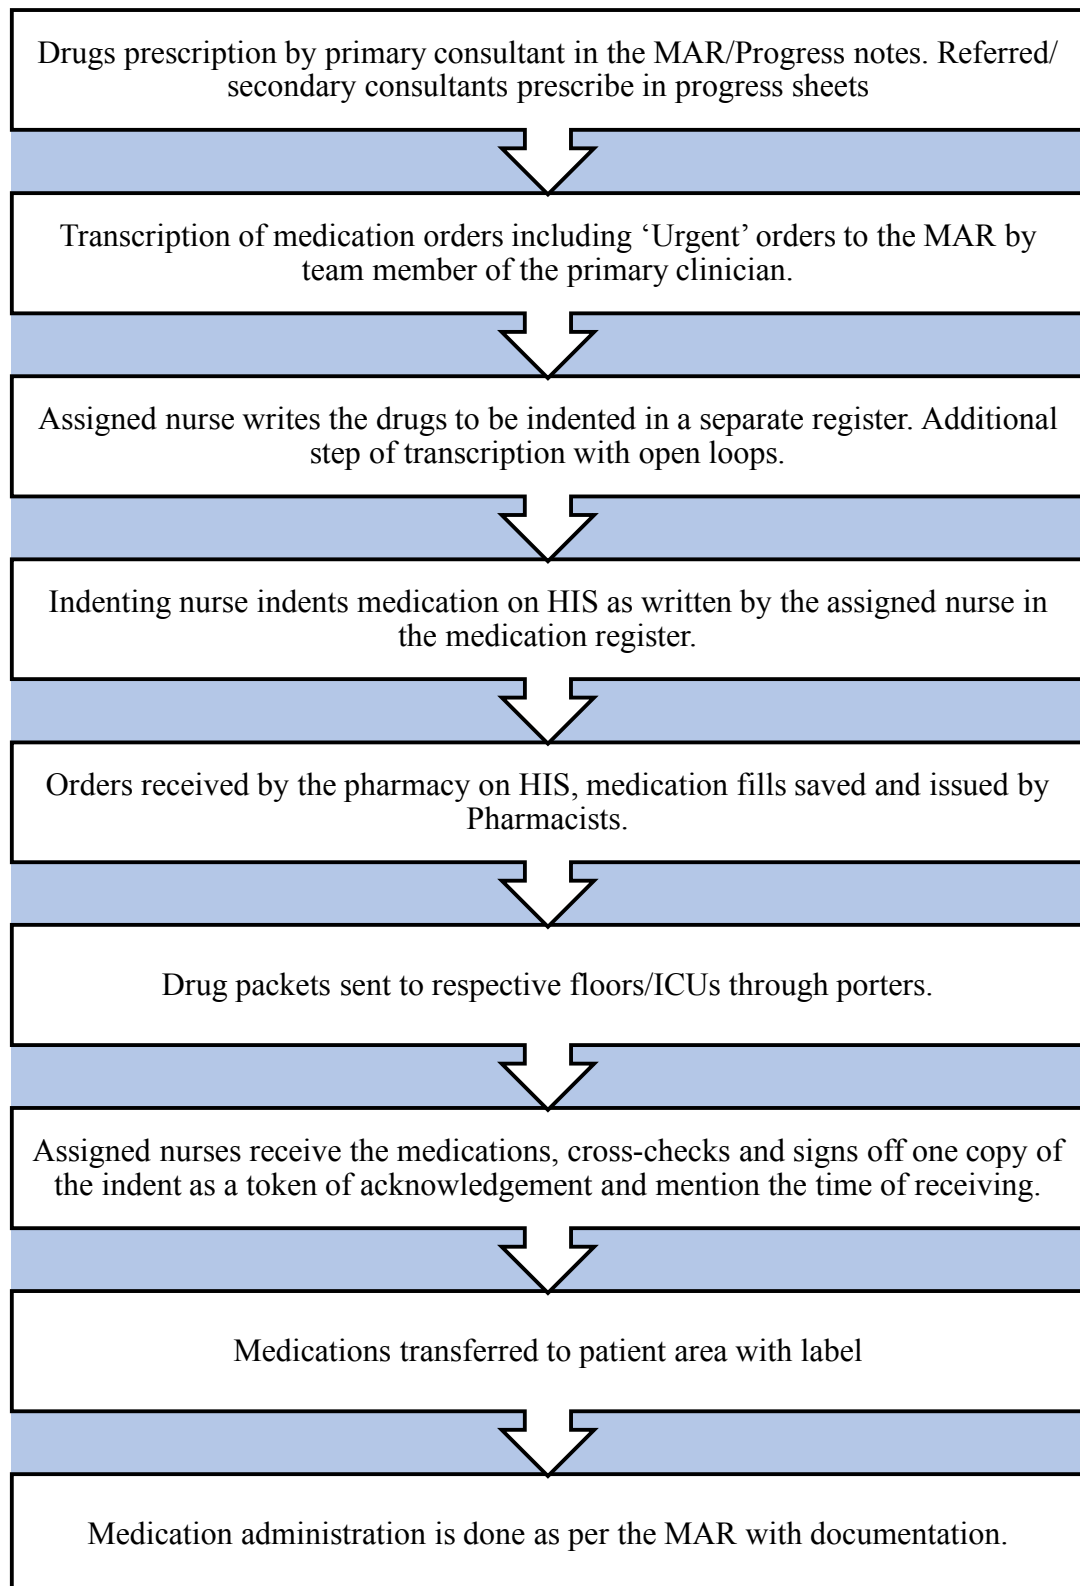 Drugs prescription by primary consultant in the MAR/Progress notes. Referred/
secondary consultants prescribe in progress sheets
Transcription of medication orders including ‘Urgent’ orders to the MAR by
team member of the primary clinician.
Assigned nurse writes the drugs to be indented in a separate register. Additional
step of transcription with open loops.
Indenting nurse indents medication on HIS as written by the assigned nurse in
the medication register.
Orders received by the pharmacy on HIS, medication fills saved and issued by
Pharmacists.
Drug packets sent to respective floors/ICUs through porters.
Assigned nurses receive the medications, cross-checks and signs off one copy of
the indent as a token of acknowledgement and mention the time of receiving.
Medications transferred to patient area with label
Medication administration is done as per the MAR with documentation.